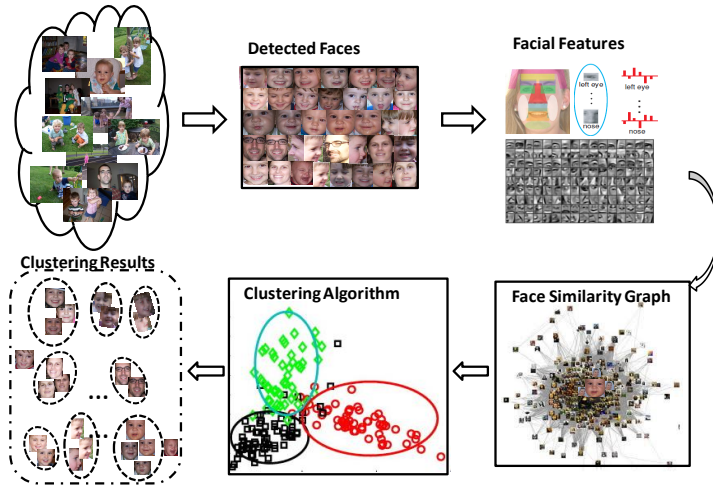 Detected Faces
Facial Features
left eye
nose
left eye
nose
Clustering Results
...
Clustering Algorithm
Face Similarity Graph